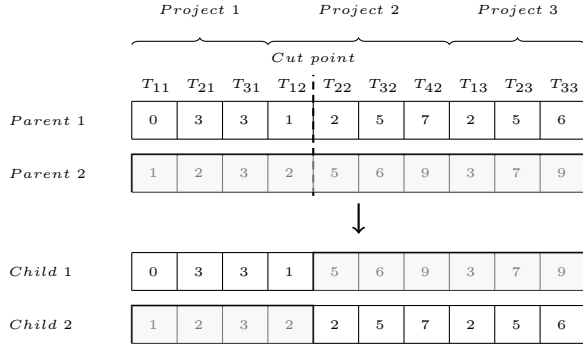 Project 1 Project 2 Project 3
Cut point
T11 T21 T31 T12 T22 T32 T42 T13 T23 T33
Parent 1 0 3 3 1 2 5 7 2 5 6
Parent 2 1 2 3 2 5 6 9 3 7 9
Child 1 0 3 3 1 5 6 9 3 7 9
Child 2 1 2 3 2 2 5 7 2 5 6